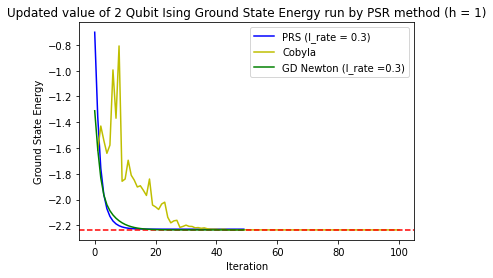 Updated value of 2 Qubit Ising Ground State Energy run by PSR method (h = 1)
PRS (l_rate = 0.3)
Cobyla
GD Newton (l_rate =0.3)
Ground State Energy
−0.8
−1.0
−1.2
−1.4
−1.6
−1.8
−2.0
−2.2
0 20 40 60 80 100
Iteration